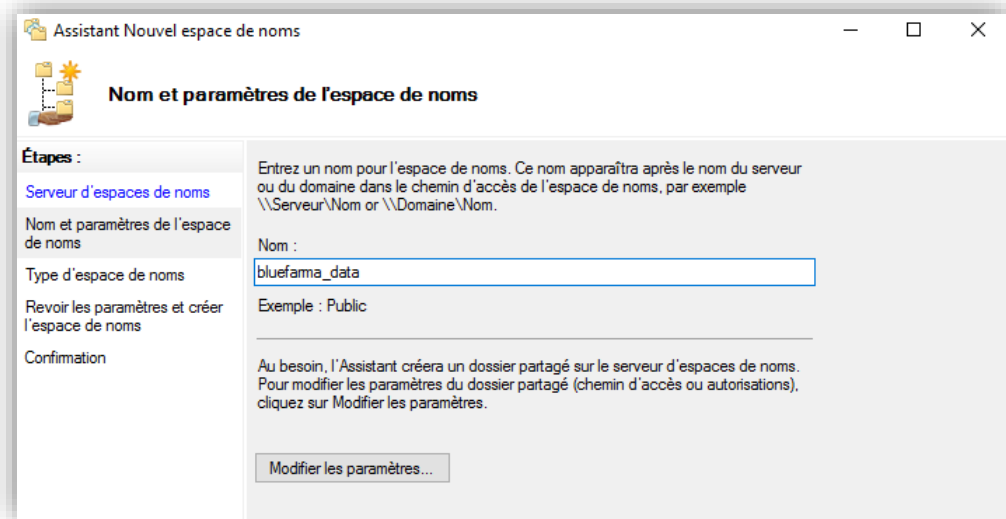 Assistant Nouvel espace de noms
Nom et paramètres de l'espace de noms
Étapes :
Serveur d'espaces de noms
Nom et paramètres de l'espace
de noms
Type d'espace de noms
Revoir les paramètres et créer
l'espace de noms
Confirmation
Entrez un nom pour l'espace de noms. Ce nom apparaîtra après le nom du serveur
ou du domaine dans le chemin d'accès de l'espace de noms, par exemple
\\Serveur\Nom or \\Domaine\Nom.
Nom :
bluefarma_data
Exemple : Public
Au besoin, l'Assistant créera un dossier partagé sur le serveur d'espaces de noms.
Pour modifier les paramètres du dossier partagé (chemin d'accès ou autorisations),
cliquez sur Modifier les paramètres.
Modifier les paramètres...